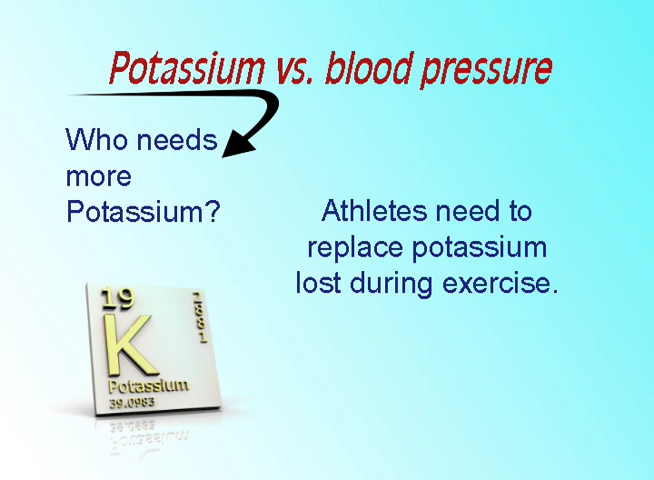 Potassium vs. blood pressure
Who needs
more
Potassium?
Athletes need to
replace potassium
lost during exercise.
19
K
Potassium
39.0983
2
8
8
1